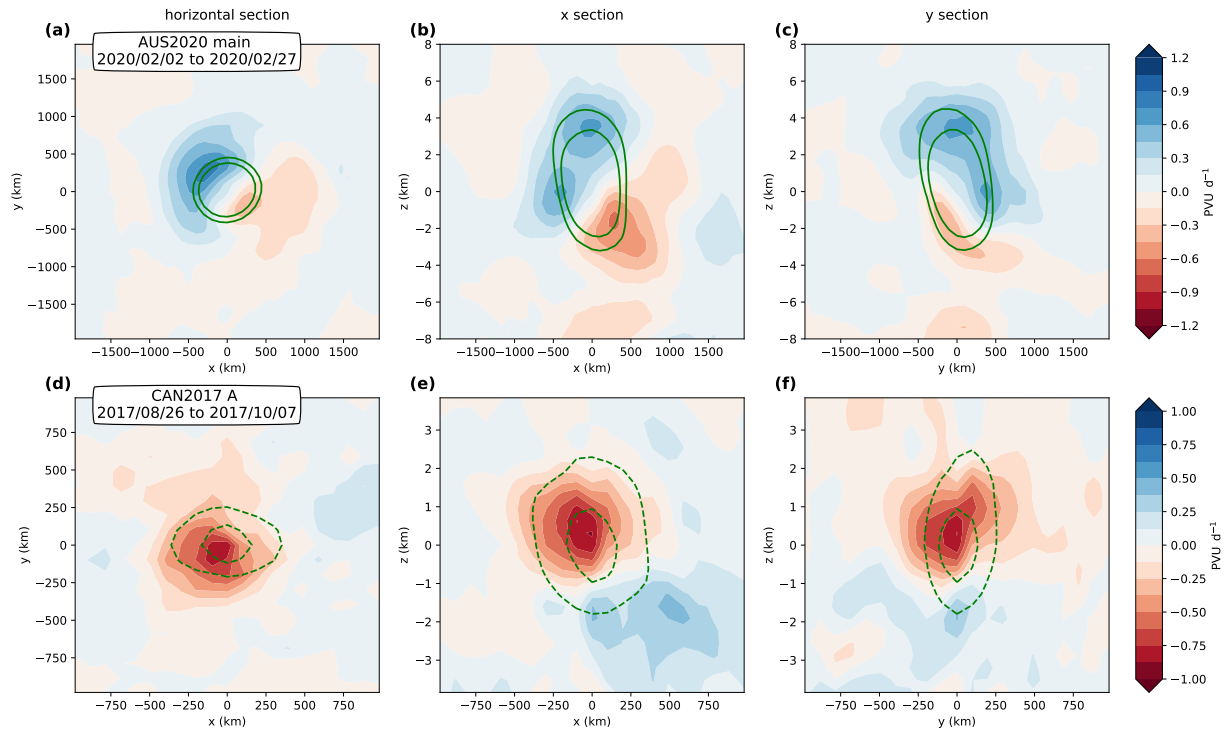 horizontal section
x section
y section
(a)
(b)
(c)
AUS2020 main
2020/02/02 to 2020/02/27
1500
1000
500
0
−500
−1000
−1500
y (km)
−1500−1000 −500 0 500 1000 1500
x (km)
8
6
4
2
0
−2
−4
−6
−8
z (km)
−1500−1000 −500 0 500 1000 1500
x (km)
8
6
4
2
0
−2
−4
−6
−8
z (km)
−1500−1000 −500 0 500 1000 1500
y (km)
1.2
0.9
0.6
0.3
0.0
−0.3
−0.6
−0.9
−1.2
PVU d⁻¹
(d)
(e)
(f)
CAN2017 A
2017/08/26 to 2017/10/07
750
500
250
0
−250
−500
−750
y (km)
−750 −500 −250 0 250 500 750
x (km)
3
2
1
0
−1
−2
−3
z (km)
−750 −500 −250 0 250 500 750
x (km)
3
2
1
0
−1
−2
−3
z (km)
−750 −500 −250 0 250 500 750
y (km)
1.00
0.75
0.50
0.25
0.00
−0.25
−0.50
−0.75
−1.00
PVU d⁻¹